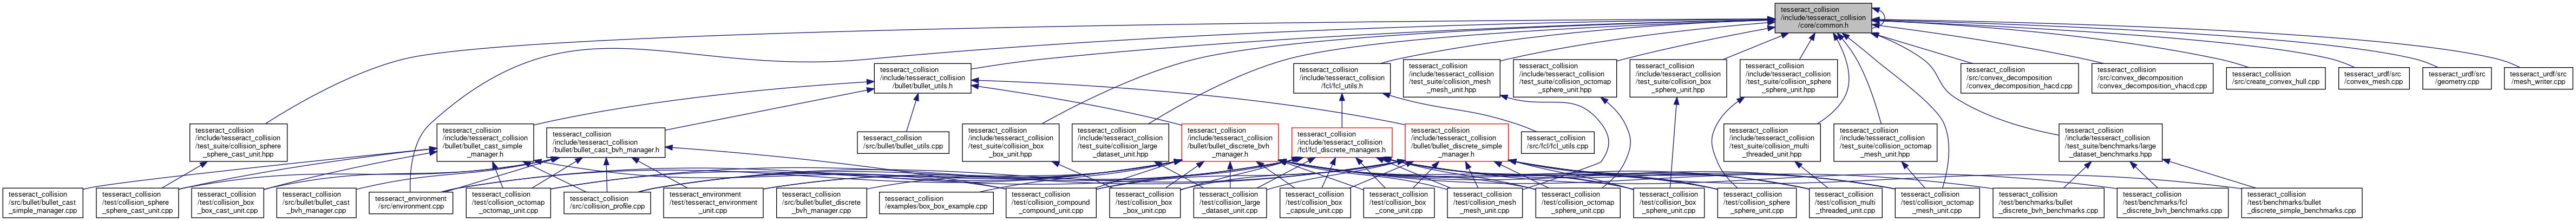 tesseract_collision
/include/tesseract_collision
/core/common.h
tesseract_collision
/include/tesseract_collision
/bullet/bullet_utils.h
tesseract_collision
/include/tesseract_collision
/fcl/fcl_utils.h
tesseract_collision
/include/tesseract_collision
/test_suite/collision_mesh
_mesh_unit.hpp
tesseract_collision
/include/tesseract_collision
/test_suite/collision_octomap
_sphere_unit.hpp
tesseract_collision
/include/tesseract_collision
/test_suite/collision_box
_sphere_unit.hpp
tesseract_collision
/include/tesseract_collision
/test_suite/collision_sphere
_sphere_unit.hpp
tesseract_collision
/src/convex_decomposition
/convex_decomposition_hacd.cpp
tesseract_collision
/src/convex_decomposition
/convex_decomposition_vhacd.cpp
tesseract_collision
/src/create_convex_hull.cpp
tesseract_urdf/src
/convex_mesh.cpp
tesseract_urdf/src
/geometry.cpp
tesseract_urdf/src
/mesh_writer.cpp
tesseract_collision
/include/tesseract_collision
/test_suite/collision_sphere
_sphere_cast_unit.hpp
tesseract_collision
/include/tesseract_collision
/bullet/bullet_cast_simple
_manager.h
tesseract_collision
/include/tesseract_collision
/bullet/bullet_cast_bvh_manager.h
tesseract_collision
/src/bullet/bullet_utils.cpp
tesseract_collision
/include/tesseract_collision
/test_suite/collision_box
_box_unit.hpp
tesseract_collision
/include/tesseract_collision
/test_suite/collision_large
_dataset_unit.hpp
tesseract_collision
/include/tesseract_collision
/bullet/bullet_discrete_bvh
_manager.h
tesseract_collision
/include/tesseract_collision
/fcl/fcl_discrete_managers.h
tesseract_collision
/include/tesseract_collision
/bullet/bullet_discrete_simple
_manager.h
tesseract_collision
/src/fcl/fcl_utils.cpp
tesseract_collision
/include/tesseract_collision
/test_suite/collision_multi
_threaded_unit.hpp
tesseract_collision
/include/tesseract_collision
/test_suite/collision_octomap
_mesh_unit.hpp
tesseract_collision
/include/tesseract_collision
/test_suite/benchmarks/large
_dataset_benchmarks.hpp
tesseract_collision
/src/bullet/bullet_cast
_simple_manager.cpp
tesseract_collision
/test/collision_sphere
_sphere_cast_unit.cpp
tesseract_collision
/test/collision_box
_box_cast_unit.cpp
tesseract_collision
/src/bullet/bullet_cast
_bvh_manager.cpp
tesseract_environment
/src/environment.cpp
tesseract_collision
/test/collision_octomap
_octomap_unit.cpp
tesseract_collision
/src/collision_profile.cpp
tesseract_environment
/test/tesseract_environment
_unit.cpp
tesseract_collision
/src/bullet/bullet_discrete
_bvh_manager.cpp
tesseract_collision
/examples/box_box_example.cpp
tesseract_collision
/test/collision_compound
_compound_unit.cpp
tesseract_collision
/test/collision_box
_box_unit.cpp
tesseract_collision
/test/collision_large
_dataset_unit.cpp
tesseract_collision
/test/collision_box
_capsule_unit.cpp
tesseract_collision
/test/collision_box
_cone_unit.cpp
tesseract_collision
/test/collision_mesh
_mesh_unit.cpp
tesseract_collision
/test/collision_octomap
_sphere_unit.cpp
tesseract_collision
/test/collision_box
_sphere_unit.cpp
tesseract_collision
/test/collision_sphere
_sphere_unit.cpp
tesseract_collision
/test/collision_multi
_threaded_unit.cpp
tesseract_collision
/test/collision_octomap
_mesh_unit.cpp
tesseract_collision
/test/benchmarks/bullet
_discrete_bvh_benchmarks.cpp
tesseract_collision
/test/benchmarks/fcl
_discrete_bvh_benchmarks.cpp
tesseract_collision
/test/benchmarks/bullet
_discrete_simple_benchmarks.cpp